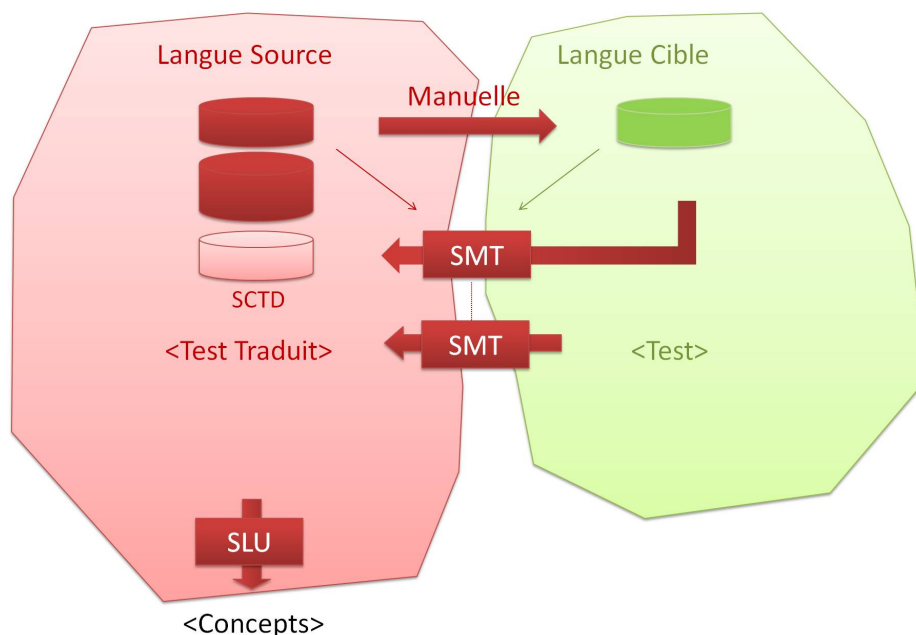 Langue Source
Langue Cible
Manuelle
SMT
SCTD
<Test Traduit>
SMT
<Test>
SLU
<Concepts>